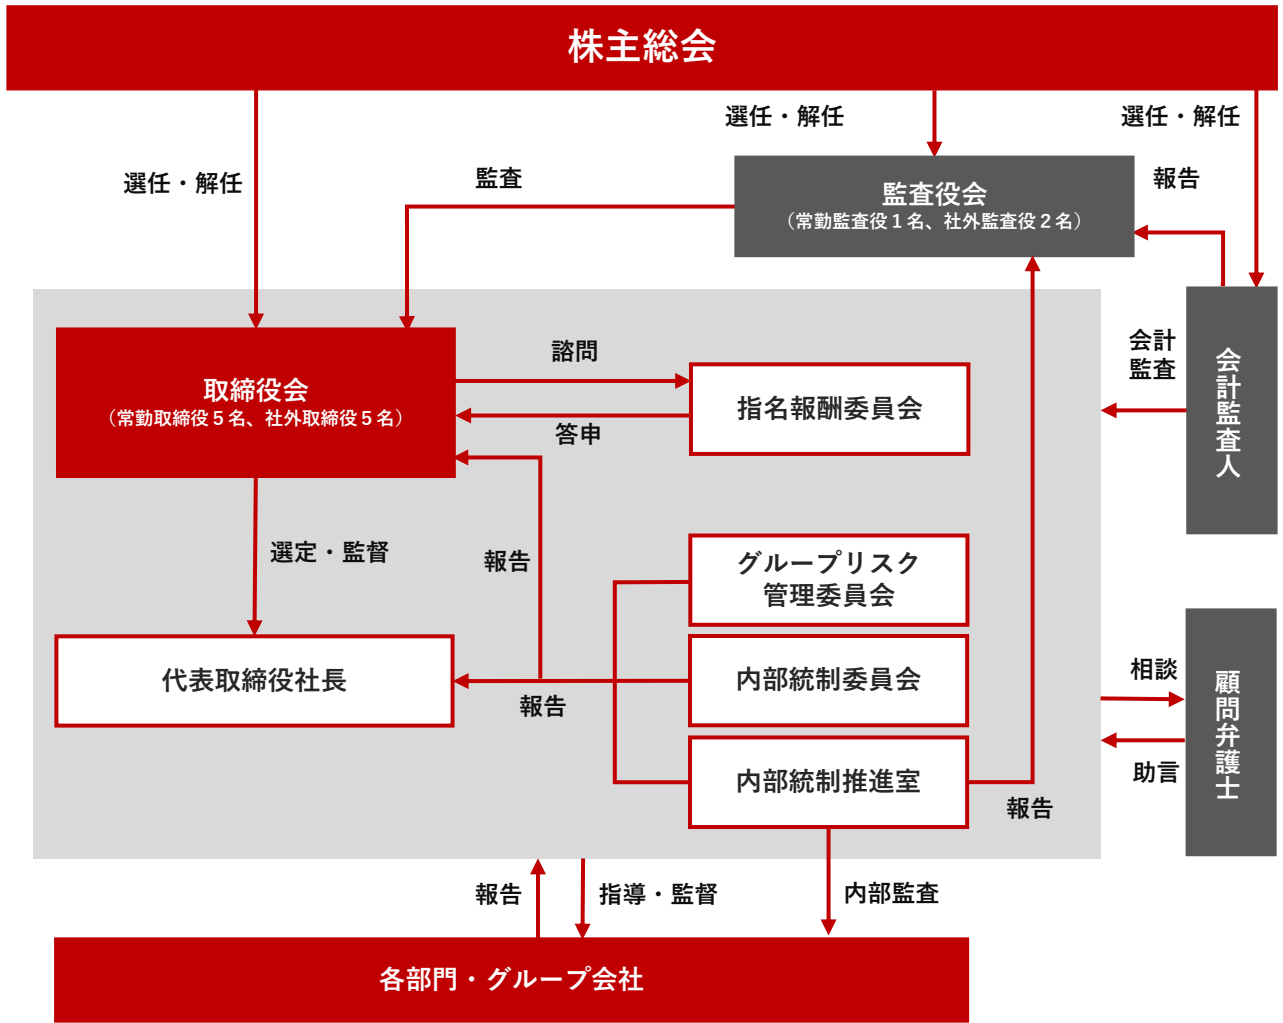 株主総会
選任・解任
選任・解任
選任・解任
監査
報告
監査役会
（常勤監査役１名、社外監査役２名）
取締役会
（常勤取締役５名、社外取締役５名）
諮問
答申
指名報酬委員会
会計
監査
会計監査人
選定・監督
報告
グループリスク
管理委員会
代表取締役社長
報告
内部統制委員会
内部統制推進室
報告
相談
助言
顧問弁護士
報告
指導・監督
内部監査
各部門・グループ会社